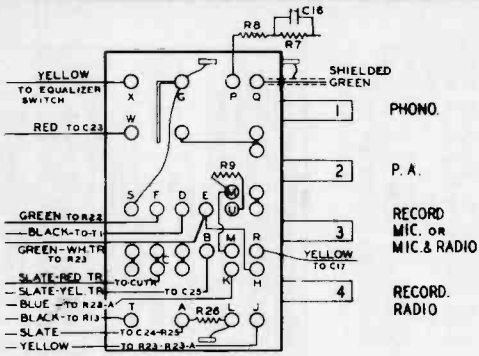 C16
R8
R7
YELLOW
TO EQUALIZER
SWITCH
X
G
P
Q
SHIELDED
GREEN
1
PHONO.
W
RED TO C23
2
P. A.
R9
M
S
F
D
E
U
GREEN TO R22
BLACK-TO-T1
GREEN-WH.TR
TO R23
RECORD
MIC. OR
MIC.& RADIO
3
C
B
M
R
YELLOW
TO C17
SLATE-RED TR.
TO CUTR.
SLATE-YEL. TR
TO C25
K
H
BLUE TO R23-A
4
RECORD.
RADIO
BLACK-TO R13
T
A
R26
L
J
SLATE
TO C24-R25
YELLOW
TO R23-R23-A